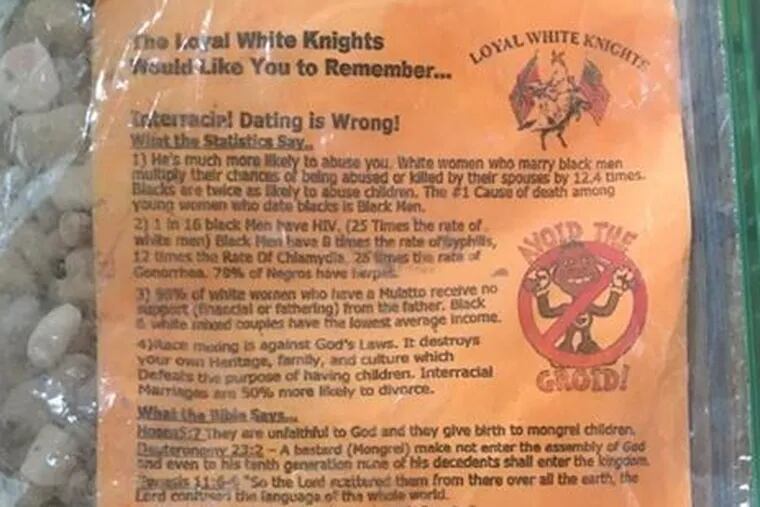 The Loyal White Knights
Would Like You to Remember...
LOYAL WHITE KNIGHTS
Interracial Dating is Wrong!
What the Statistics Say..
1) He's much more likely to abuse you. White women who marry black men
multiply their chances of being abused or killed by their spouses by 12.4 times.
Blacks are twice as likely to abuse children. The #1 Cause of death among
young women who date blacks is Black Men.
2) 1 in 16 black Men have HIV. (25 Times the rate of
white men) Black Men have 8 times the rate of syphilis,
12 times the Rate Of Chlamydia, times the rate of
Gonorrhea. 78% of Negros have herpes.
3) of white women who have a Mulatto receive no
support (financial or fathering) from the father. Black
& white mixed couples have the lowest average income.
4) Race mixing is against God's Laws. It destroys
your own Heritage, family, and culture which
Defeats the purpose of having children. Interracial
Marriages are 50% more likely to divorce.
AVOID THE
GROID!
What the Bible Says...
Hosea 5:7 They are unfaithful to God and they give birth to mongrel children.
Deuteronomy 23:2 - A bastard (Mongrel) make not enter the assembly of God
and even to his tenth generation none of his decedents shall enter the kingdom.
Genesis "So the Lord scattered them from there over all the earth, the
Lord confused the language of the whole world.